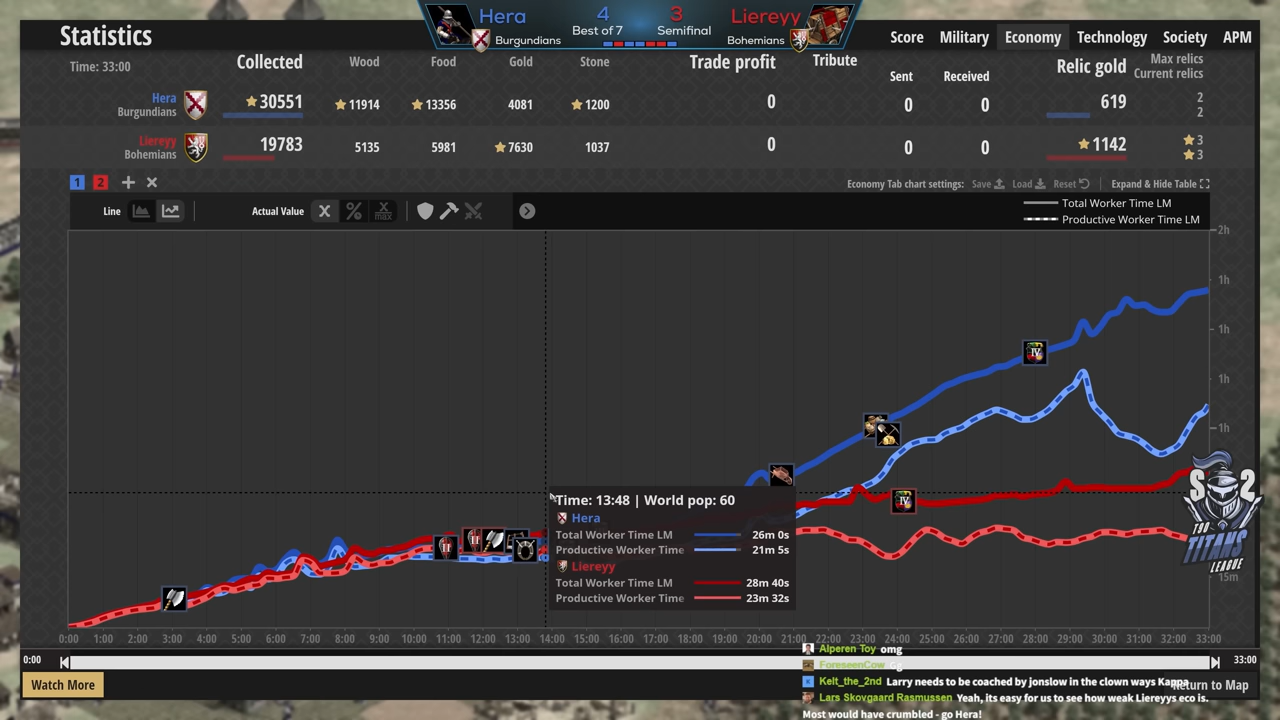 Statistics
Hera
4
3
Liereyy
Burgundians
Best of 7
Semifinal
Bohemians
Score
Military
Economy
Technology
Society
APM
Time: 33:00
Collected
Wood
Food
Gold
Stone
Trade profit
Tribute
Sent
Received
Relic gold
Max relics
Current relics
Hera
Burgundians
30551
11914
13356
4081
1200
0
0
0
619
2
2
Liereyy
Bohemians
19783
5135
5981
7630
1037
0
0
0
1142
3
3
1
2
Economy Tab chart settings:
Save
Load
Reset
Expand & Hide Table
Line
Actual Value
X
%
X
max
Total Worker Time LM
Productive Worker Time LM
2h
1h
1h
1h
1h
15m
IV
IV
II
II
Time: 13:48 | World pop: 60
Hera
Total Worker Time LM
26m 0s
Productive Worker Time
21m 5s
Liereyy
Total Worker Time LM
28m 40s
Productive Worker Time
23m 32s
S 2
TITANS
LEAGUE
0:00 1:00 2:00 3:00 4:00 5:00 6:00 7:00 8:00 9:00 10:00 11:00 12:00 13:00 14:00 15:00 16:00 17:00 18:00 19:00 20:00 21:00 22:00 23:00 24:00 25:00 26:00 27:00 28:00 29:00 30:00 31:00 32:00 33:00
0:00
33:00
Watch More
Return to Map
Alperen Toy omg
ForeseenCow
Kelt_the_2nd Larry needs to be coached by jonslow in the clown ways Kappa
Lars Skovgaard Rasmussen Yeah, its easy for us to see how weak Liereyys eco is.
Most would have crumbled - go Hera!